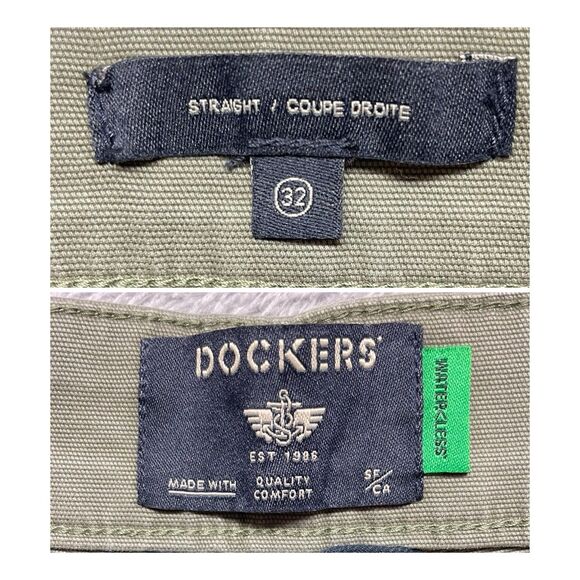 STRAIGHT / COUPE DROITE
32
DOCKERS®
WATER<LESS®
EST 1986
MADE WITH QUALITY COMFORT SF/CA